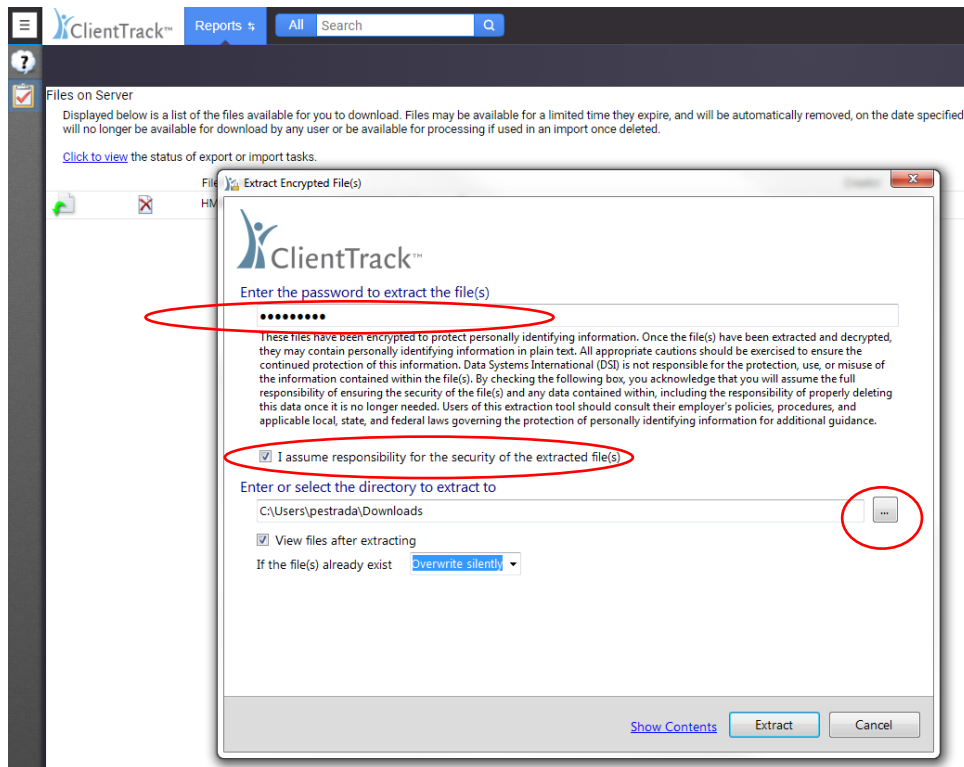 ClientTrack™ Reports All Search
?
Files on Server
Displayed below is a list of the files available for you to download. Files may be available for a limited time they expire, and will be automatically removed, on the date specified
will no longer be available for download by any user or be available for processing if used in an import once deleted.
Click to view the status of export or import tasks.
File
HM
Extract Encrypted File(s)
ClientTrack™
Enter the password to extract the file(s)
•••••••••
These files have been encrypted to protect personally identifying information. Once the file(s) have been extracted and decrypted,
they may contain personally identifying information in plain text. All appropriate cautions should be exercised to ensure the
continued protection of this information. Data Systems International (DSI) is not responsible for the protection, use, or misuse of
the information contained within the file(s). By checking the following box, you acknowledge that you will assume the full
responsibility of ensuring the security of the file(s) and any data contained within, including the responsibility of properly deleting
this data once it is no longer needed. Users of this extraction tool should consult their employer's policies, procedures, and
applicable local, state, and federal laws governing the protection of personally identifying information for additional guidance.
I assume responsibility for the security of the extracted file(s)
Enter or select the directory to extract to
C:\Users\pestrada\Downloads ...
View files after extracting
If the file(s) already exist Overwrite silently
Show Contents Extract Cancel